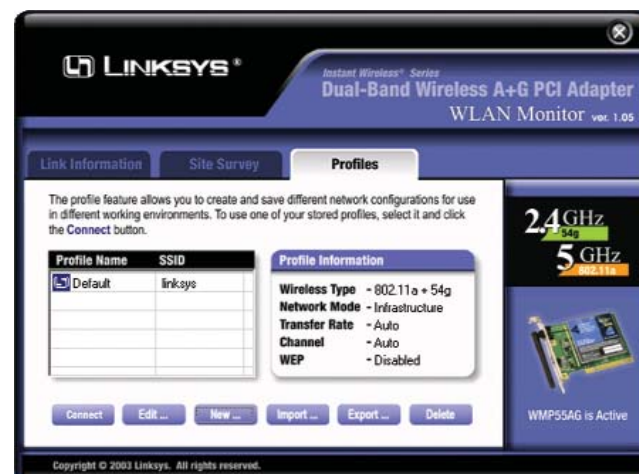 LINKSYS®
Instant Wireless® Series
Dual-Band Wireless A+G PCI Adapter
WLAN Monitor ver. 1.05
Link Information
Site Survey
Profiles
The profile feature allows you to create and save different network configurations for use
in different working environments. To use one of your stored profiles, select it and click
the Connect button.
Profile Name SSID
Default linksys
Profile Information
Wireless Type - 802.11a + 54g
Network Mode - Infrastructure
Transfer Rate - Auto
Channel - Auto
WEP - Disabled
2.4 GHz
54g
5 GHz
802.11a
WMP55AG is Active
Connect
Edit ...
New ...
Import ...
Export ...
Delete
Copyright © 2003 Linksys. All rights reserved.